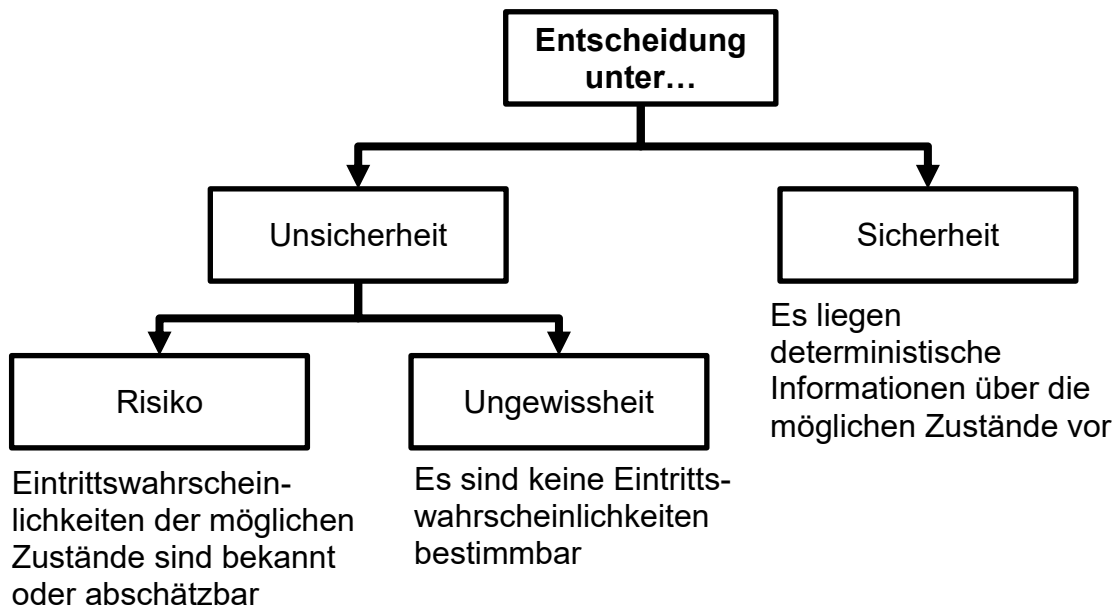 Entscheidung
unter…
Unsicherheit
Sicherheit
Es liegen
deterministische
Informationen über die
möglichen Zustände vor
Risiko
Ungewissheit
Eintrittswahrschein-
lichkeiten der möglichen
Zustände sind bekannt
oder abschätzbar
Es sind keine Eintritts-
wahrscheinlichkeiten
bestimmbar